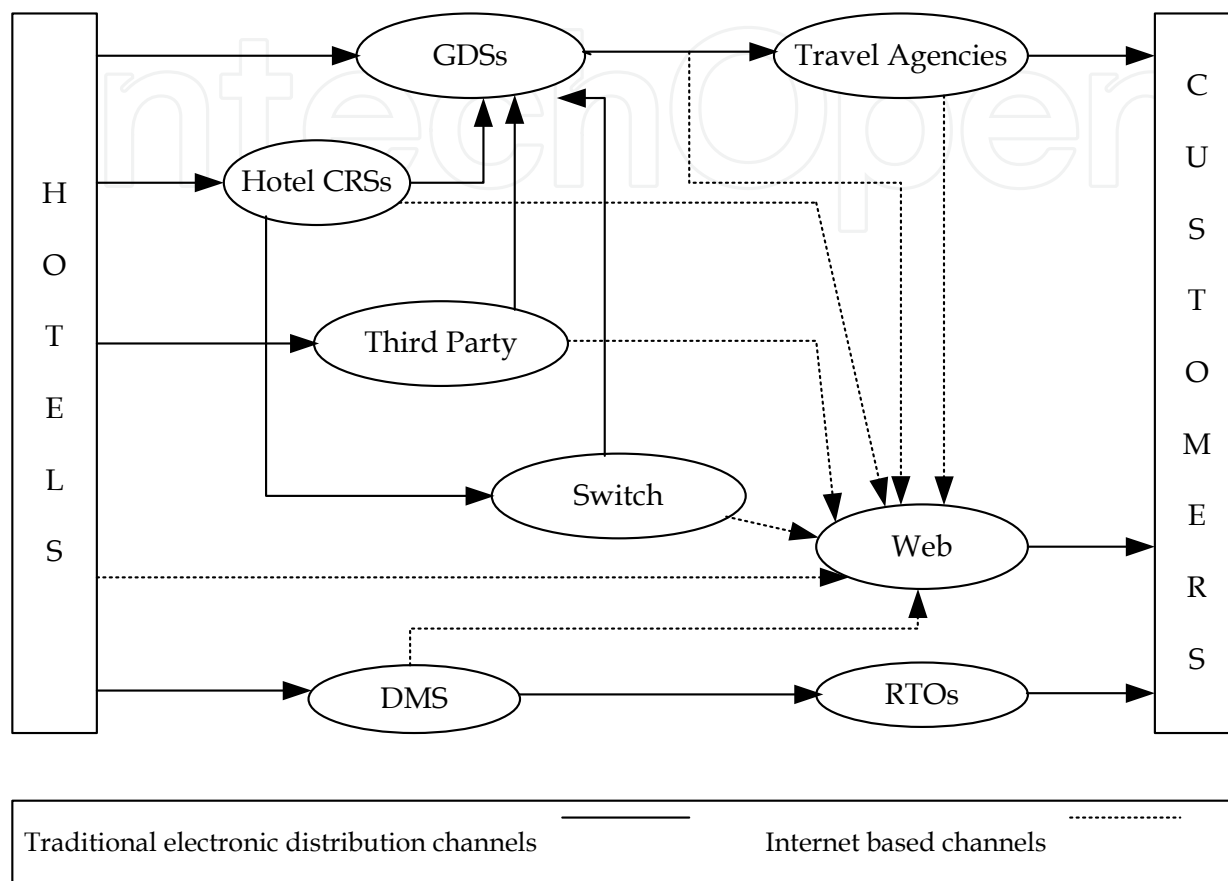 GDSs
Travel Agencies
Hotel CRSs
HOTELS
CUSTOMERS
Third Party
Switch
Web
DMS
RTOs
Traditional electronic distribution channels
Internet based channels
IntechOpen